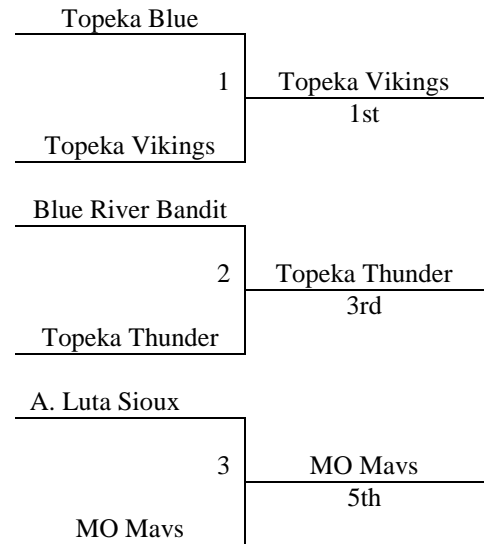 Topeka Blue
1
Topeka Vikings
1st
Topeka Vikings
Blue River Bandit
2
Topeka Thunder
3rd
Topeka Thunder
A. Luta Sioux
3
MO Mavs
5th
MO Mavs